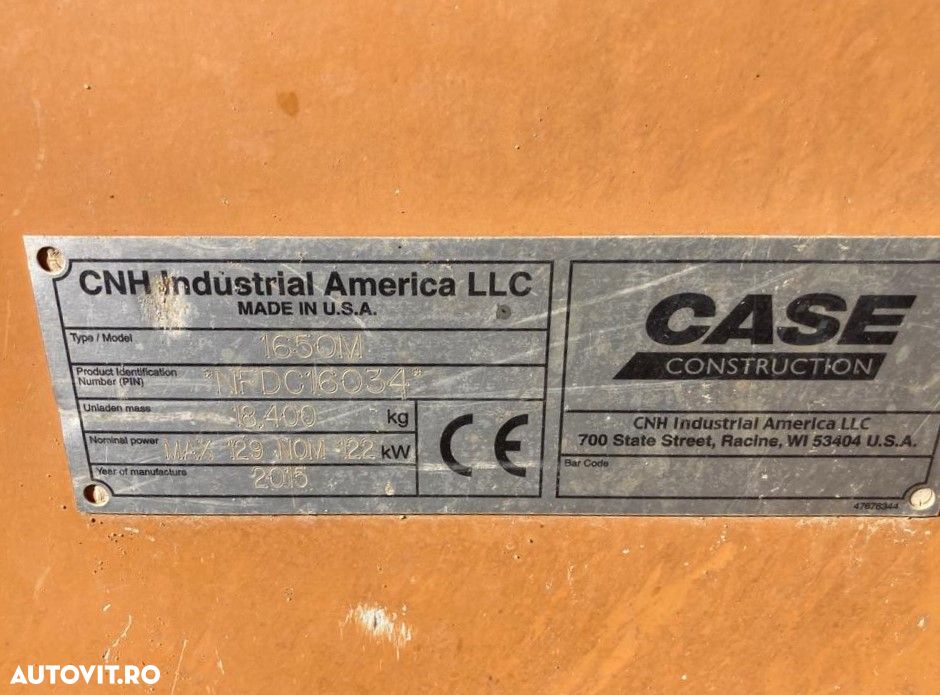 CNH Industrial America LLC
MADE IN U.S.A.
Type / Model 1650M
Product Identification Number (PIN) *NFDC16034*
Unladen mass 18,400 kg
Nominal power MAX 129 NOM 122 kW
Year of manufacture 2015
CE
CASE
CONSTRUCTION
CNH Industrial America LLC
700 State Street, Racine, WI 53404 U.S.A.
Bar Code
47676344
AUTOVIT.RO